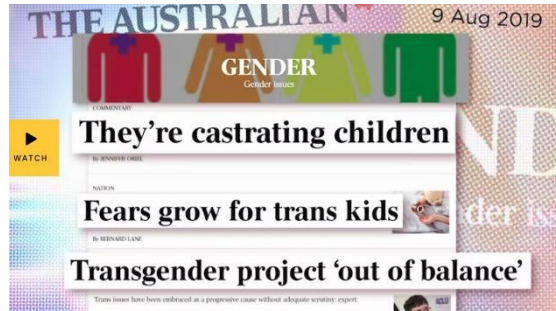 THE AUSTRALIAN
9 Aug 2019
GENDER
Gender issues
COMMENTARY
They're castrating children
WATCH
By JENNIFER ORIEL
NATION
Fears grow for trans kids
By BERNARD LANE
Transgender project 'out of balance'
Trans issues have been embraced as a progressive cause without adequate scrutiny: expert